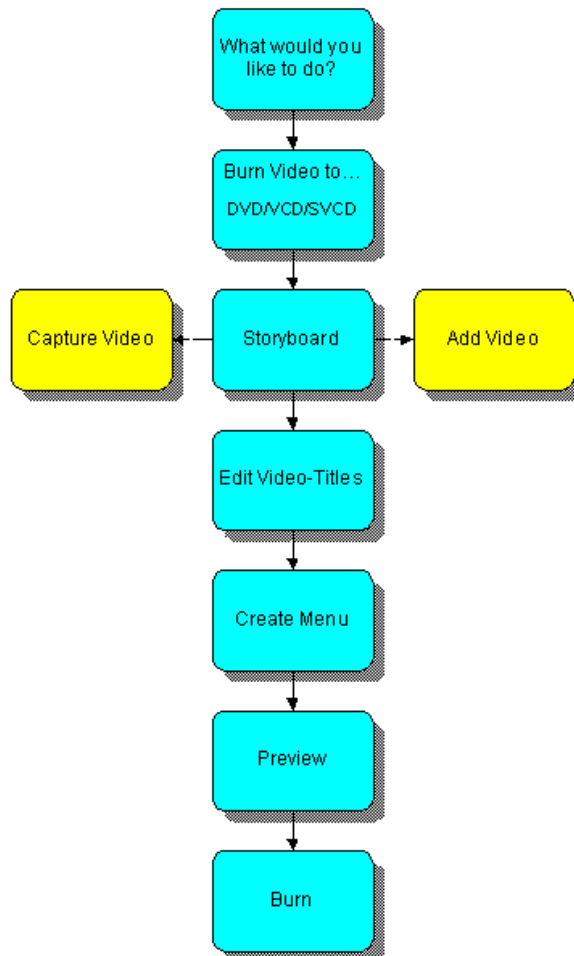 What would you
like to do?
Burn Video to...
DVD/VCD/SVCD
Capture Video
Storyboard
Add Video
Edit Video-Titles
Create Menu
Preview
Burn